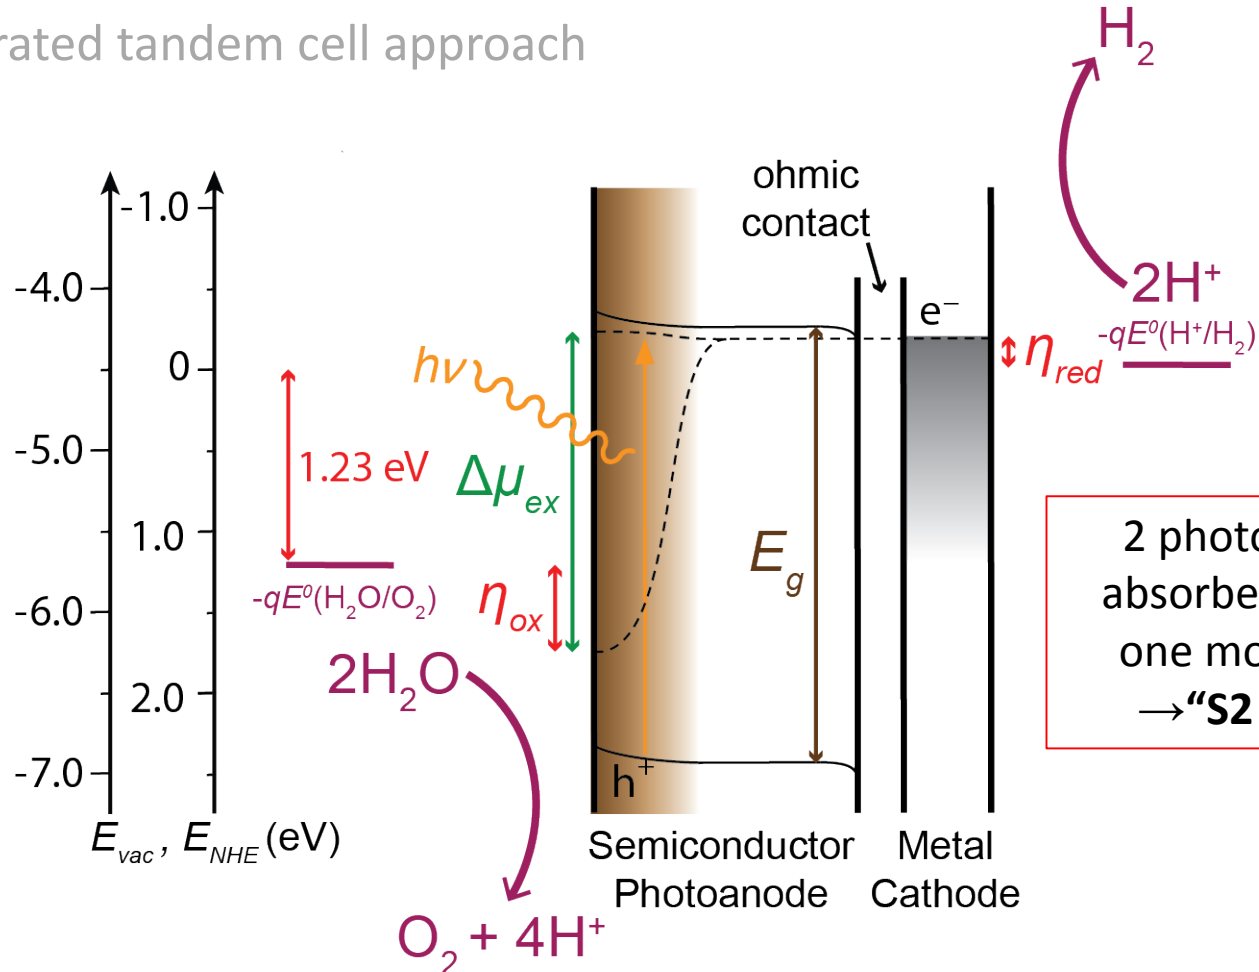 rated tandem cell approach
H₂
ohmic
contact
-1.0
-4.0
2H⁺
e⁻
-qE⁰(H⁺/H₂)
0
hν
ηred
-5.0
1.23 eV
Δμex
1.0
Eg
-qE⁰(H₂O/O₂)
ηox
-6.0
2H₂O
2.0
-7.0
h⁺
2 photo
absorbe
one mo
→“S2
Evac , ENHE (eV)
Semiconductor
Photoanode
Metal
Cathode
O₂ + 4H⁺